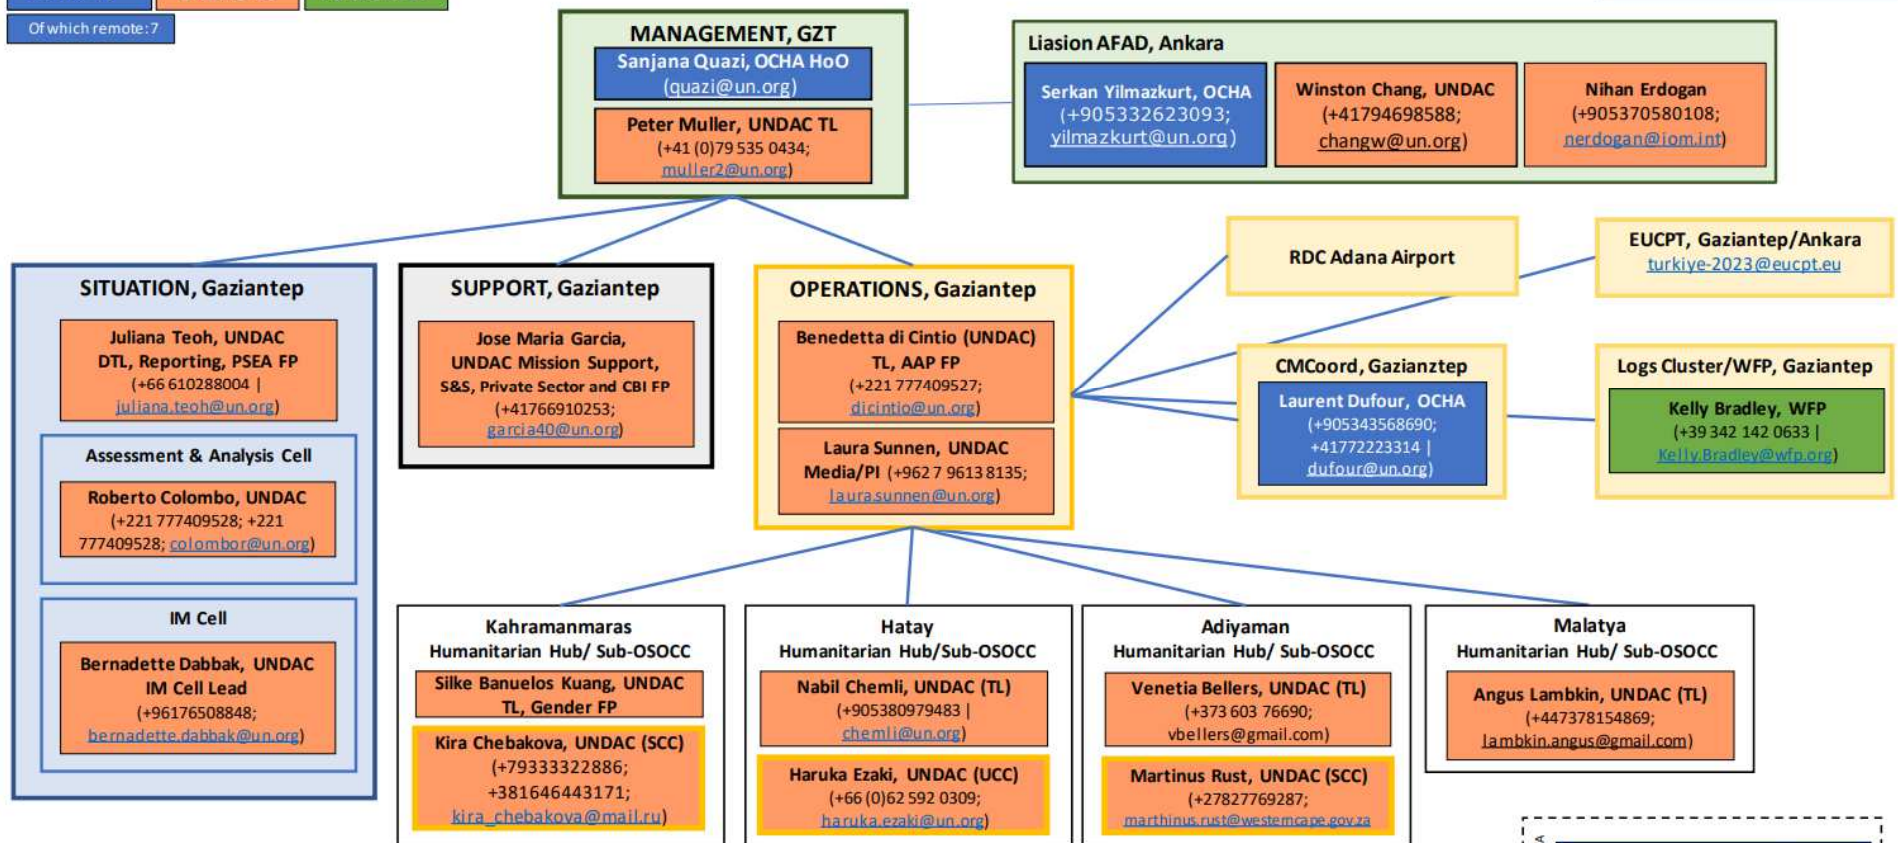 Of which remote: 7
MANAGEMENT, GZT
Sanjana Quazi, OCHA HoO
(quazi@un.org)
Peter Muller, UNDAC TL
(+41 (0)79 535 0434;
muller2@un.org)
Liasion AFAD, Ankara
Serkan Yilmazkurt, OCHA
(+905332623093;
yilmazkurt@un.org)
Winston Chang, UNDAC
(+41794698588;
changw@un.org)
Nihan Erdogan
(+905370580108;
nerdogan@iom.int)
SITUATION, Gaziantep
Juliana Teoh, UNDAC
DTL, Reporting, PSEA FP
(+66 610288004 |
juliana.teoh@un.org)
Assessment & Analysis Cell
Roberto Colombo, UNDAC
(+221 777409528; +221
777409528; colombor@un.org)
IM Cell
Bernadette Dabbak, UNDAC
IM Cell Lead
(+96176508848;
bernadette.dabbak@un.org)
SUPPORT, Gaziantep
Jose Maria Garcia,
UNDAC Mission Support,
S&S, Private Sector and CBI FP
(+41766910253;
garcia40@un.org)
OPERATIONS, Gaziantep
Benedetta di Cintio (UNDAC)
TL, AAP FP
(+221 777409527;
dicintio@un.org)
Laura Sunnen, UNDAC
Media/PI (+962 7 9613 8135;
laura.sunnen@un.org)
RDC Adana Airport
EUCPT, Gaziantep/Ankara
turkiye-2023@eucpt.eu
CMCoord, Gazianztep
Laurent Dufour, OCHA
(+905343568690;
+41772223314 |
dufour@un.org)
Logs Cluster/WFP, Gaziantep
Kelly Bradley, WFP
(+39 342 142 0633 |
Kelly.Bradley@wfp.org)
Kahramanmaras
Humanitarian Hub/ Sub-OSOCC
Silke Banuelos Kuang, UNDAC
TL, Gender FP
Kira Chebakova, UNDAC (SCC)
(+79333322886;
+381646443171;
kira_chebakova@mail.ru)
Hatay
Humanitarian Hub/Sub-OSOCC
Nabil Chemli, UNDAC (TL)
(+905380979483 |
chemli@un.org)
Haruka Ezaki, UNDAC (UCC)
(+66 (0)62 592 0309;
haruka.ezaki@un.org)
Adiyaman
Humanitarian Hub/ Sub-OSOCC
Venetia Bellers, UNDAC (TL)
(+373 603 76690;
vbellers@gmail.com)
Martinus Rust, UNDAC (SCC)
(+27827769287;
marthinus.rust@westerncape.gov.za
Malatya
Humanitarian Hub/ Sub-OSOCC
Angus Lambkin, UNDAC (TL)
(+447378154869;
lambkin.angus@gmail.com)